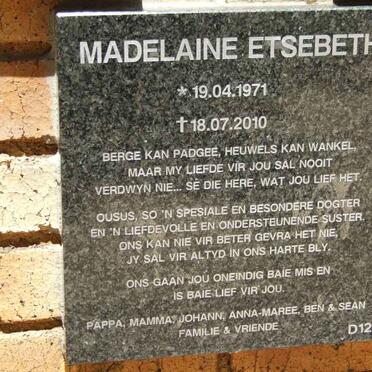 MADELAINE ETSEBETH
* 19.04.1971
† 18.07.2010
BERGE KAN PADGEE, HEUWELS KAN WANKEL,
MAAR MY LIEFDE VIR JOU SAL NOOIT
VERDWYN NIE... SÊ DIE HERE, WAT JOU LIEF HET.
OUSUS, SO 'N SPESIALE EN BESONDERE DOGTER
EN 'N LIEFDEVOLLE EN ONDERSTEUNENDE SUSTER.
ONS KAN NIE VIR BETER GEVRA HET NIE,
JY SAL VIR ALTYD IN ONS HARTE BLY.
ONS GAAN JOU ONEINDIG BAIE MIS EN
IS BAIE LIEF VIR JOU.
PAPPA, MAMMA, JOHANN, ANNA-MAREE, BEN & SEAN
FAMILIE & VRIENDE
D12